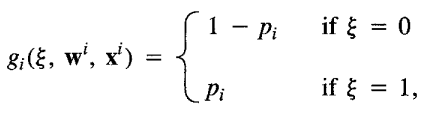 g_i(ξ, w^i, x^i) = { 1 − p_i if ξ = 0
p_i if ξ = 1,